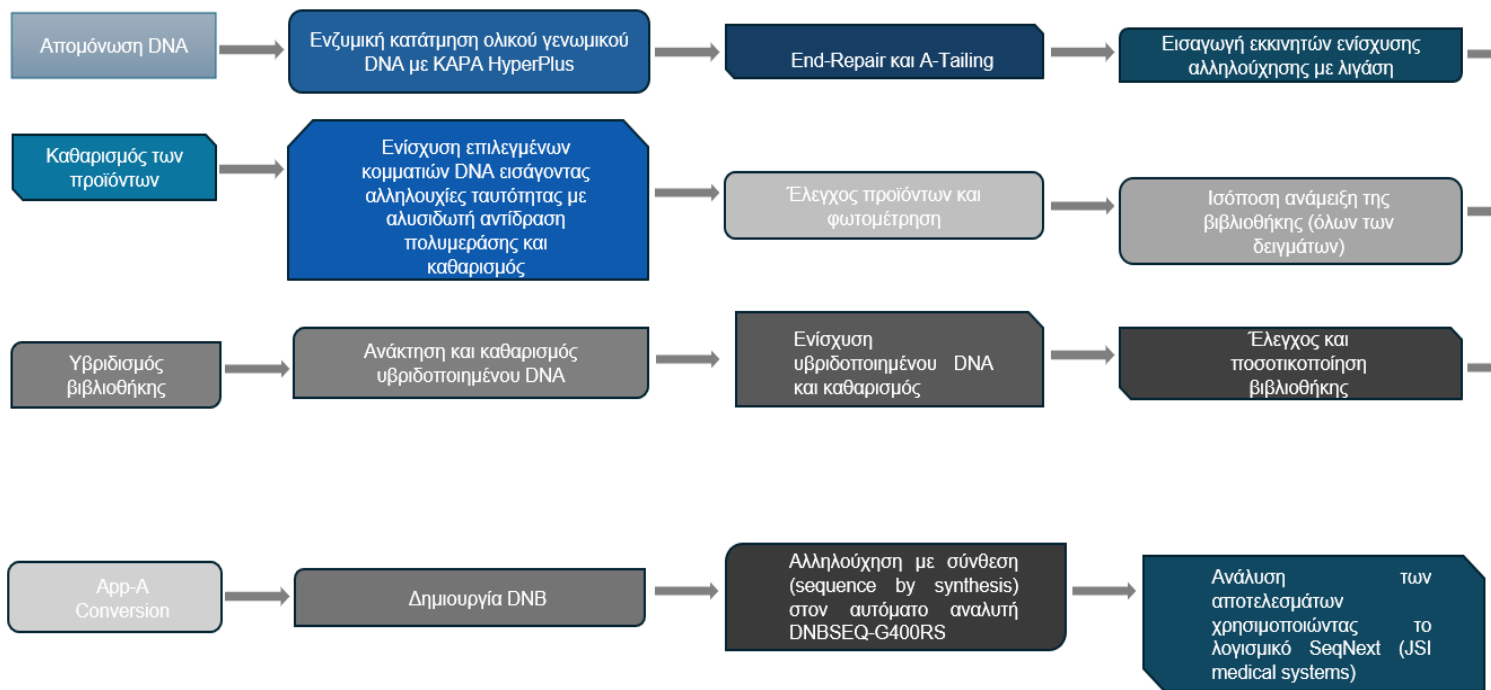 Απομόνωση DNA
Ενζυμική κατάτμηση ολικού γενωμικού
DNA με KAPA HyperPlus
End-Repair και A-Tailing
Εισαγωγή εκκινητών ενίσχυσης
αλληλούχησης με λιγάση
Καθαρισμός των
προϊόντων
Ενίσχυση επιλεγμένων
κομματιών DNA εισάγοντας
αλληλουχίες ταυτότητας με
αλυσιδωτή αντίδραση
πολυμεράσης και
καθαρισμός
Έλεγχος προϊόντων και
φωτομέτρηση
Ισόποση ανάμειξη της
βιβλιοθήκης (όλων των
δειγμάτων)
Υβριδισμός
βιβλιοθήκης
Ανάκτηση και καθαρισμός
υβριδοποιημένου DNA
Ενίσχυση
υβριδοποιημένου DNA
και καθαρισμός
Έλεγχος και
ποσοτικοποίηση
βιβλιοθήκης
App-A
Conversion
Δημιουργία DNB
Αλληλούχηση με σύνθεση
(sequence by synthesis)
στον αυτόματο αναλυτή
DNBSEQ-G400RS
Ανάλυση των
αποτελεσμάτων
χρησιμοποιώντας το
λογισμικό SeqNext (JSI
medical systems)